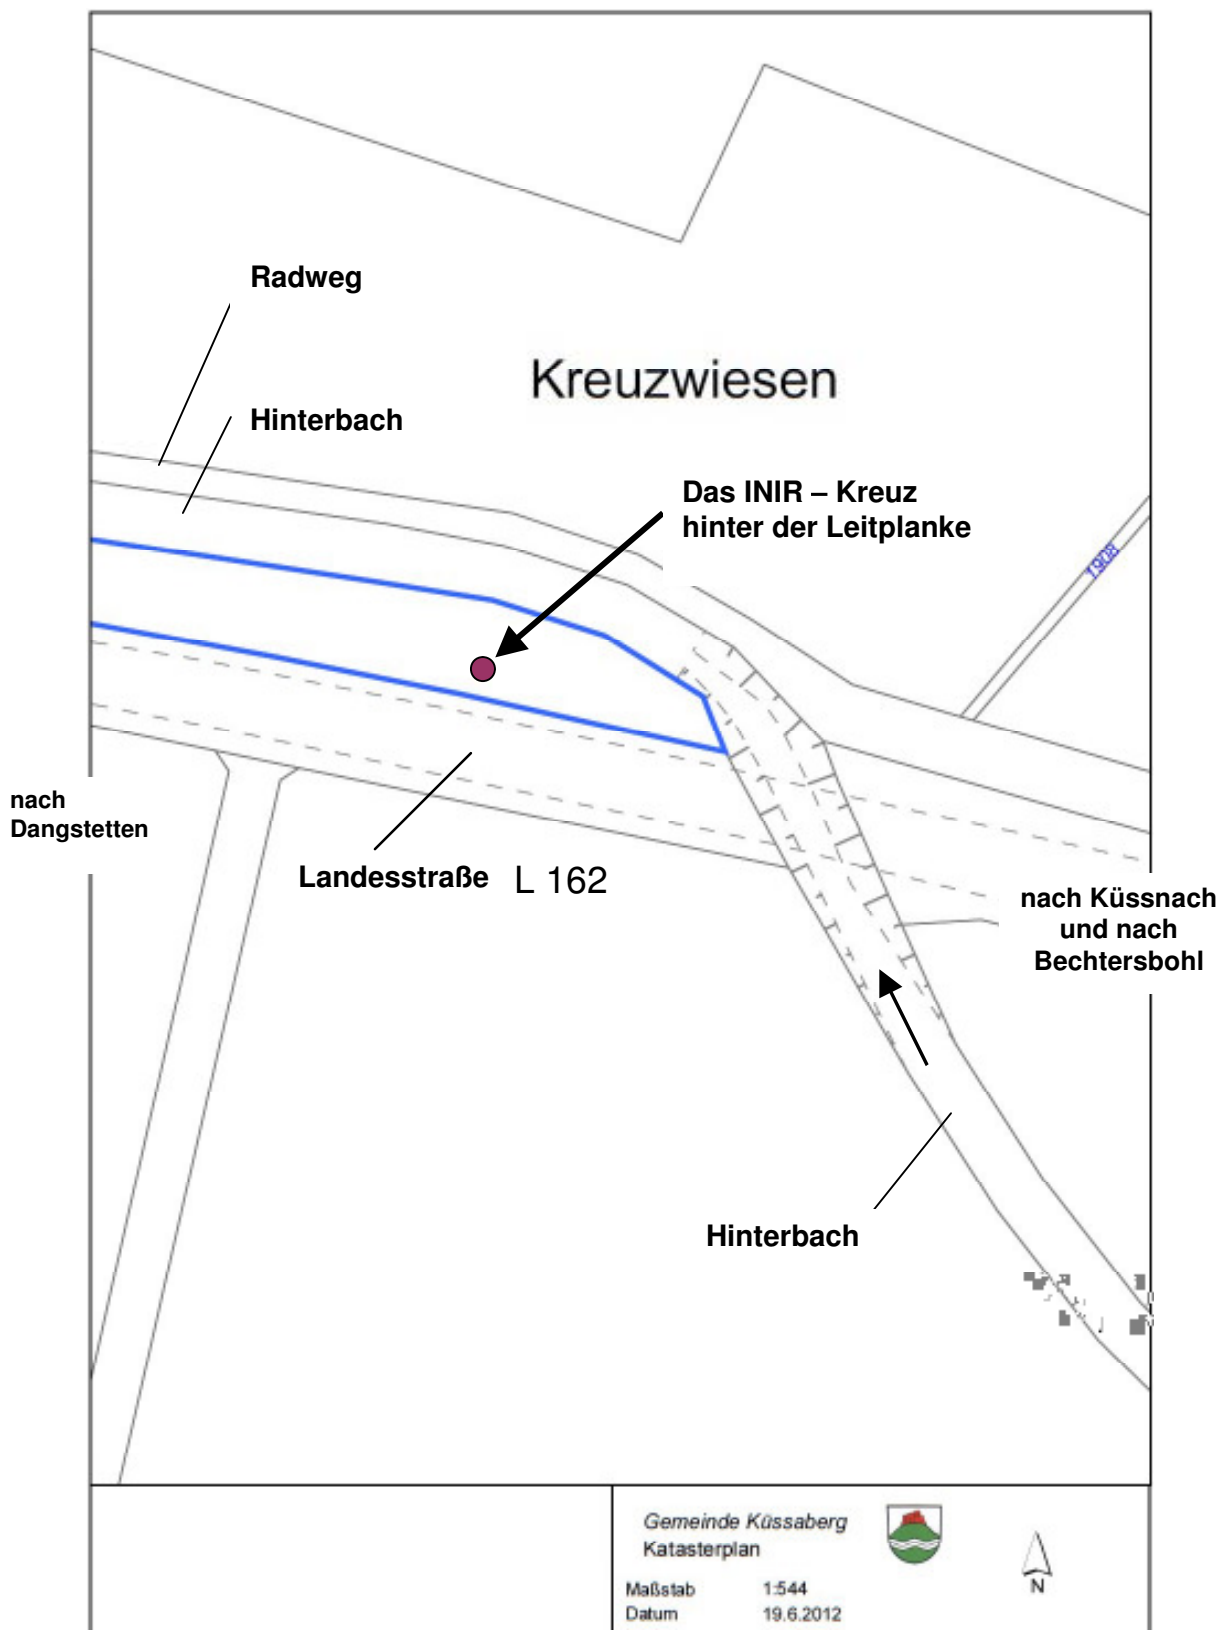 Radweg
Kreuzwiesen
Hinterbach
Das INIR – Kreuz
hinter der Leitplanke
1908
nach
Dangstetten
Landesstraße L 162
nach Küssnach
und nach
Bechtersbohl
Hinterbach
Gemeinde Küssaberg
Katasterplan
Maßstab 1:544
Datum 19.6.2012
N